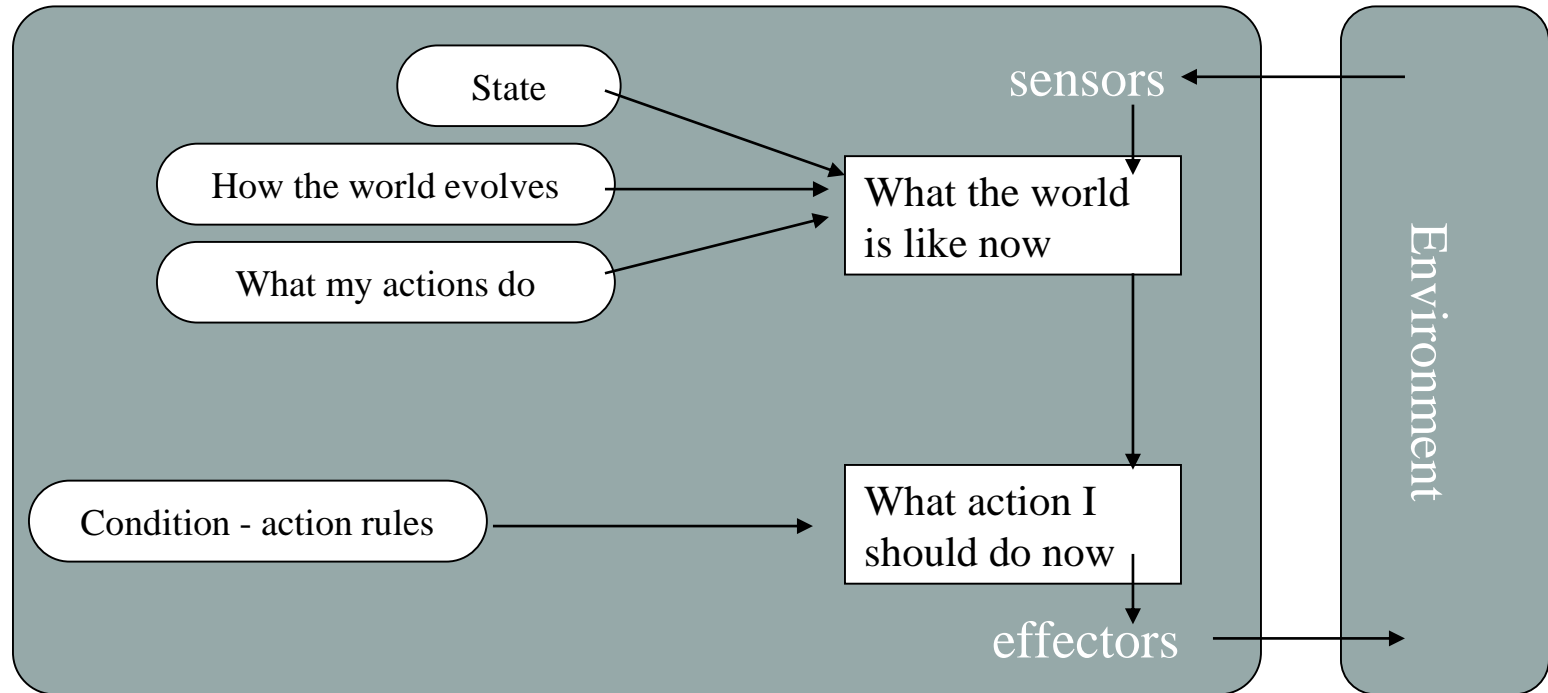 State
sensors
How the world evolves
What the world
is like now
What my actions do
Environment
Condition - action rules
What action I
should do now
effectors